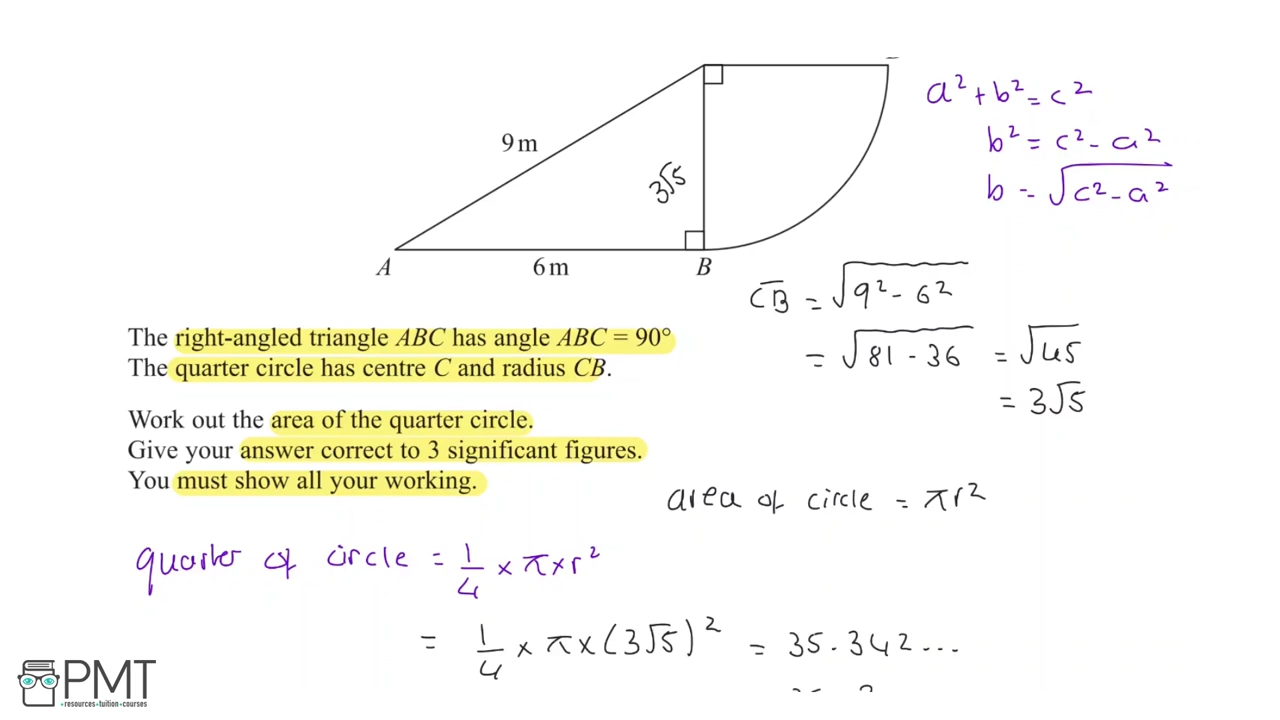 a² + b² = c²
b² = c² - a²
b = √c² - a²
9 m
3√5
A
6 m
B
CB = √9² - 6²
= √81 - 36 = √45
= 3√5
The right-angled triangle ABC has angle ABC = 90°
The quarter circle has centre C and radius CB.
Work out the area of the quarter circle.
Give your answer correct to 3 significant figures.
You must show all your working.
area of circle = πr²
quarter of circle = 1/4 × π × r²
= 1/4 × π × (3√5)² = 35.342...
PMT
•resources•tuition•courses